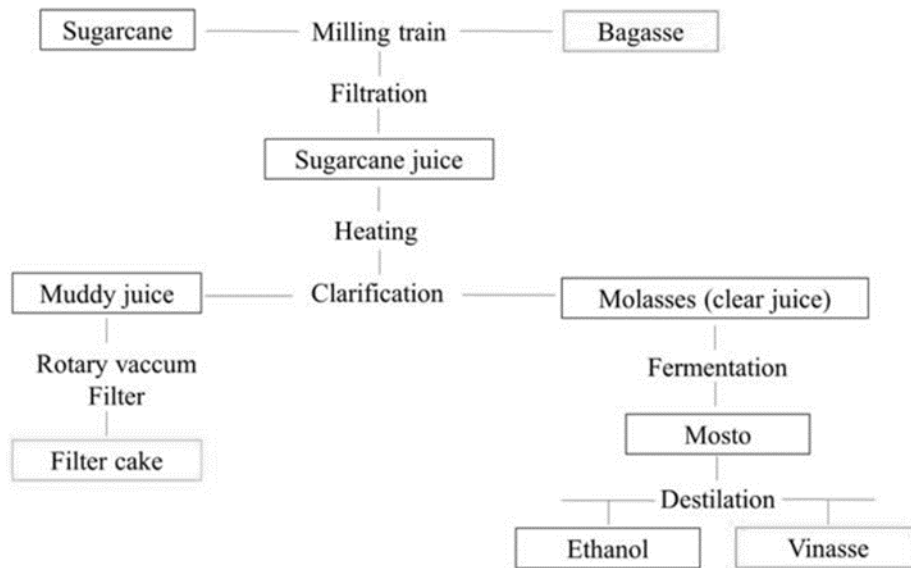 Sugarcane
Milling train
Bagasse
Filtration
Sugarcane juice
Heating
Muddy juice
Clarification
Molasses (clear juice)
Rotary vaccum
Filter
Fermentation
Filter cake
Mosto
Destilation
Ethanol
Vinasse